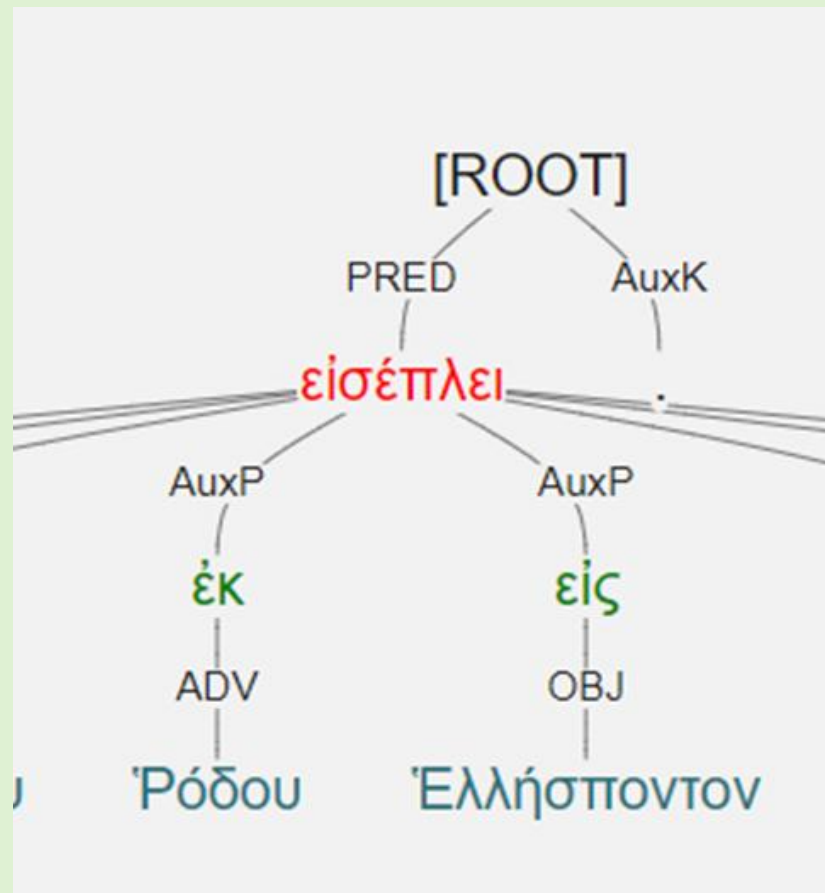 [ROOT]
PRED AuxK
εἰσέπλει .
AuxP AuxP
ἐκ εἰς
ADV OBJ
Ῥόδου Ἑλλήσποντον